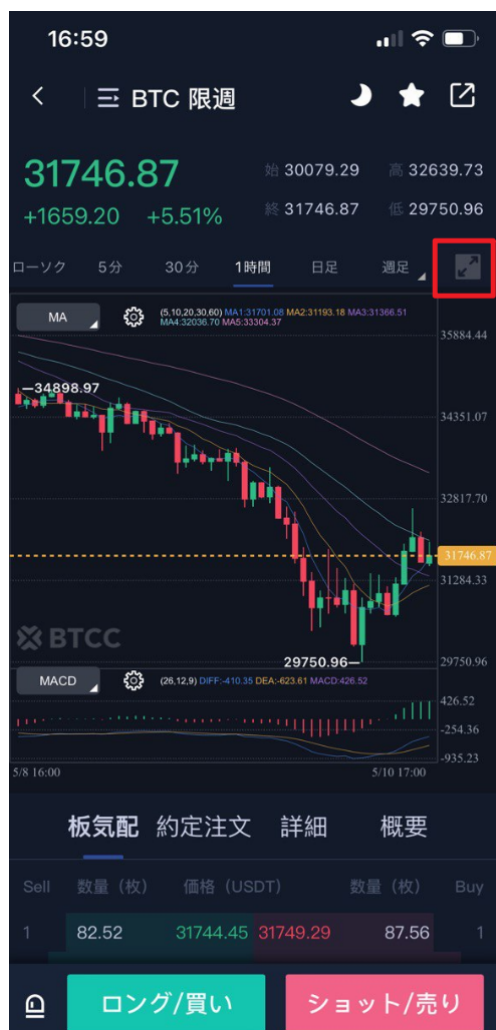 16:59
BTC 限週
31746.87
始 30079.29 高 32639.73
+1659.20 +5.51%
終 31746.87 低 29750.96
ローソク 5分 30分 1時間 日足 週足
MA
(5,10,20,30,60) MA1:31701.08 MA2:31193.18 MA3:31366.51
MA4:32036.70 MA5:33304.37
35884.44
34898.97
34351.07
32817.70
31746.87
31284.33
BTCC
29750.96
29750.96
MACD
(26,12,9) DIFF:-410.35 DEA:-623.61 MACD:426.52
426.52
-254.36
-935.23
5/8 16:00 5/10 17:00
板気配 約定注文 詳細 概要
Sell 数量（枚） 価格（USDT） 数量（枚） Buy
1 82.52 31744.45 31749.29 87.56 1
ロング/買い ショット/売り